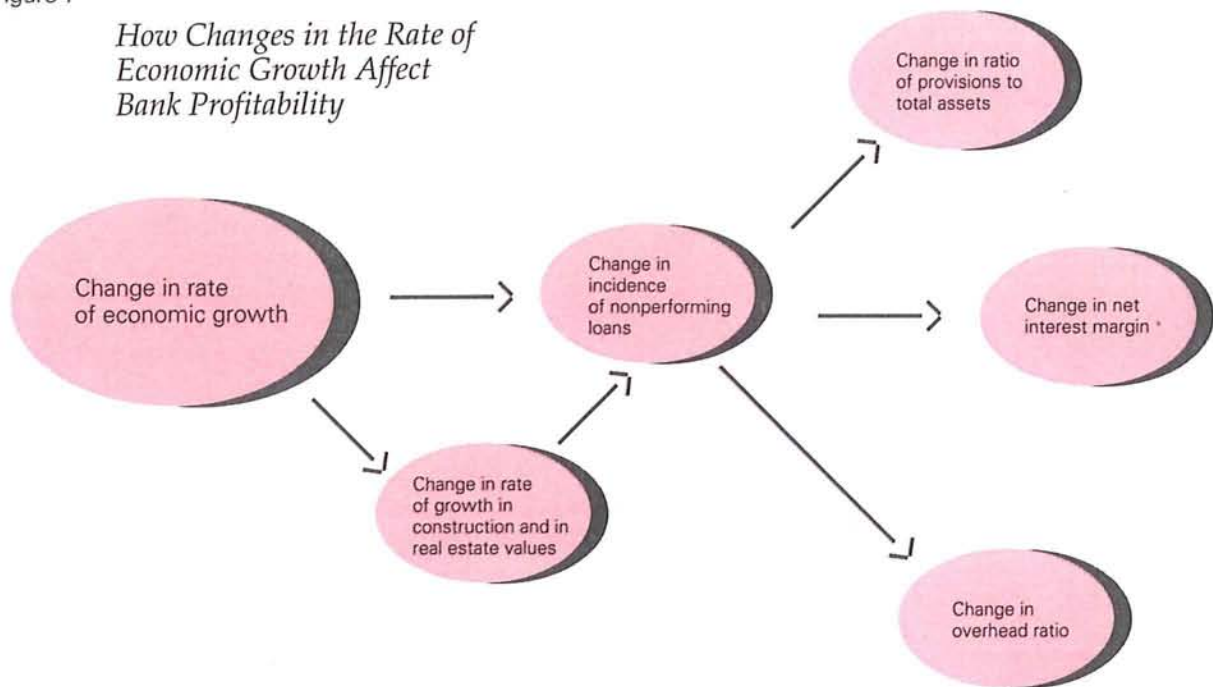 How Changes in the Rate of
Economic Growth Affect
Bank Profitability
Change in ratio
of provisions to
total assets
Change in rate
of economic growth
Change in
incidence
of nonperforming
loans
Change in net
interest margin
Change in rate
of growth in
construction and in
real estate values
Change in
overhead ratio